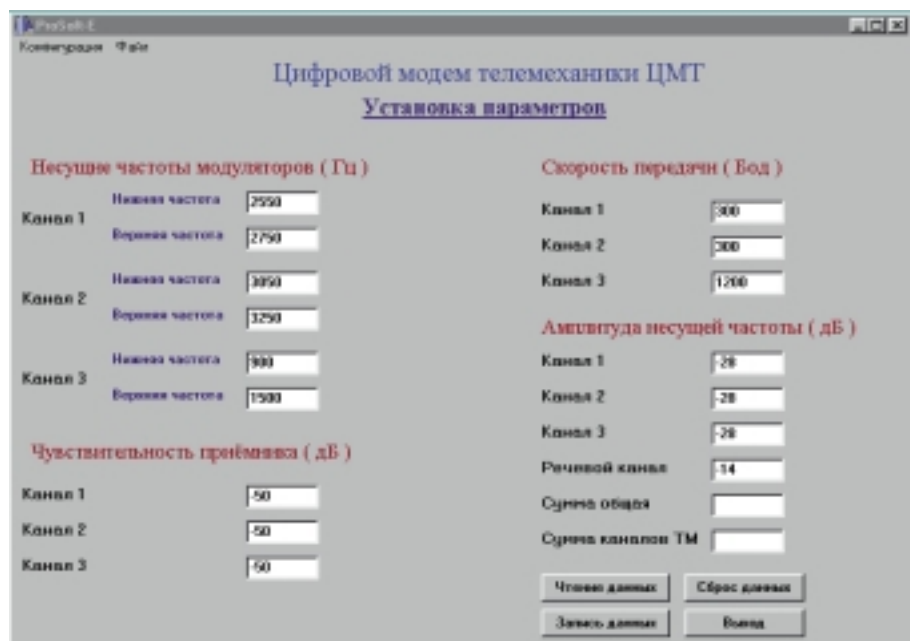 ProSoft-E
Конфигурация Файл
Цифровой модем телемеханики ЦМТ
Установка параметров
Несущие частоты модуляторов ( Гц )
Канал 1
Нижняя частота 2550
Верхняя частота 2750
Канал 2
Нижняя частота 3050
Верхняя частота 3250
Канал 3
Нижняя частота 900
Верхняя частота 1500
Чувствительность приёмника ( дБ )
Канал 1 -50
Канал 2 -50
Канал 3 -50
Скорость передачи ( Бод )
Канал 1 300
Канал 2 300
Канал 3 1200
Амплитуда несущей частоты ( дБ )
Канал 1 -28
Канал 2 -28
Канал 3 -28
Речевой канал -14
Сумма общая
Сумма каналов ТМ
Чтение данных Сброс данных
Запись данных Выход